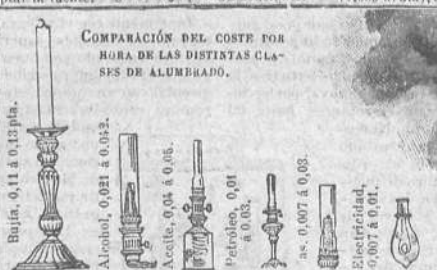 COMPARACIÓN DEL COSTE POR
HORA DE LAS DISTINTAS CLA-
SES DE ALUMBRADO.
Bujía, 0,11 á 0,13 pta.
Alcohol, 0,021 á 0,042.
Aceite, 0,04 á 0,05.
Petroleo, 0,01
á 0,03.
as. 0,007 á 0,03.
Electricidad,
0,007 á 0,01.